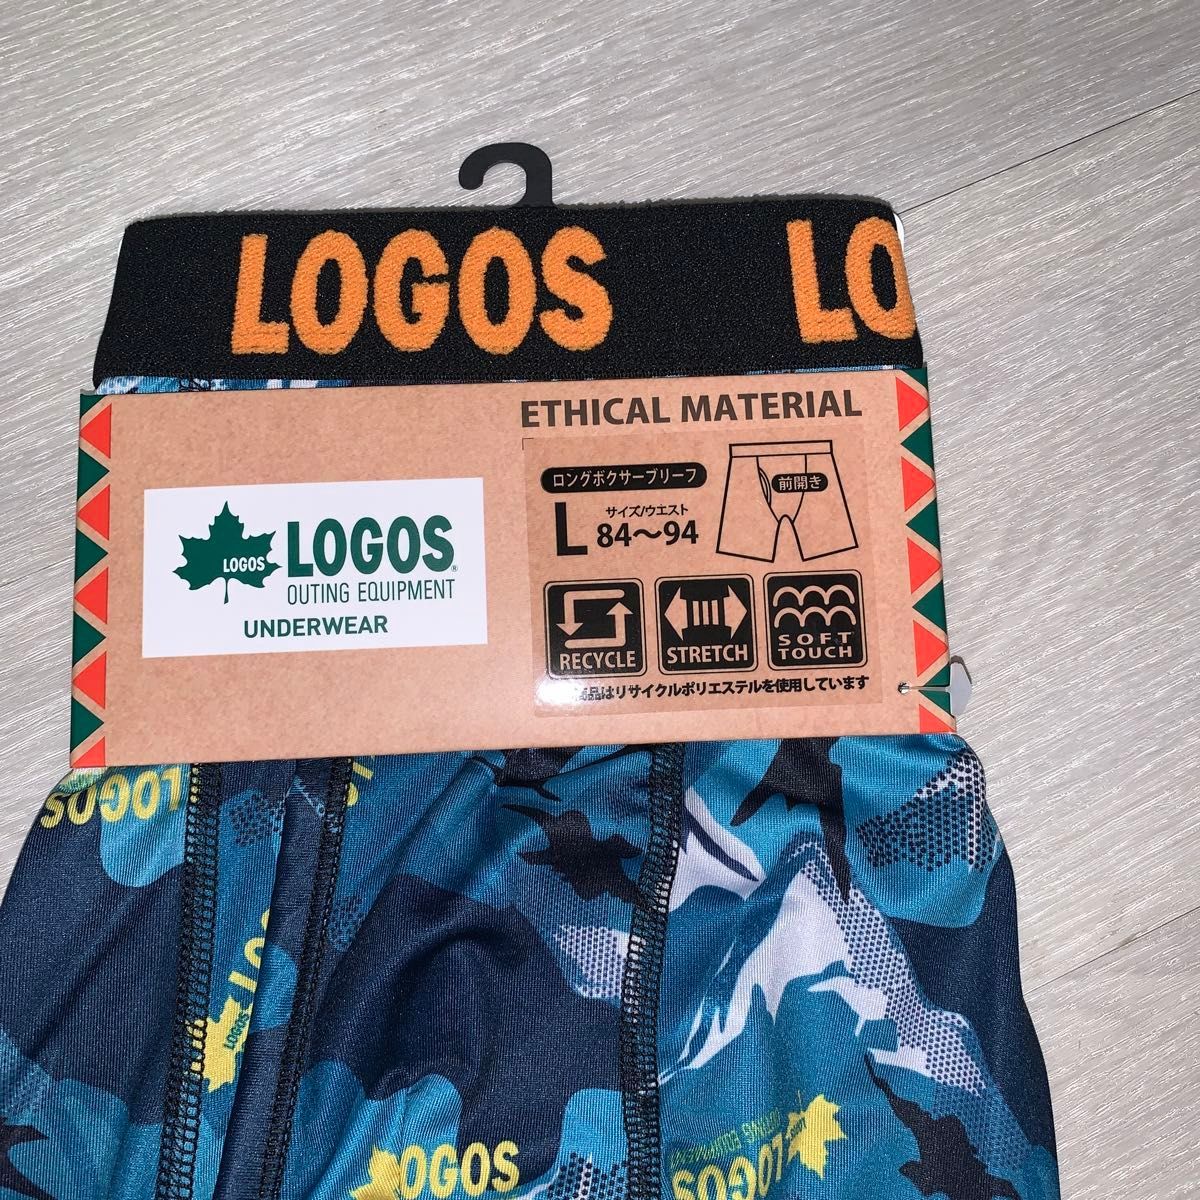 LOGOS LO
ETHICAL MATERIAL
ロングボクサーブリーフ
前開き
サイズ/ウエスト
L 84〜94
LOGOS
LOGOS®
OUTING EQUIPMENT
UNDERWEAR
RECYCLE
STRETCH
SOFT
TOUCH
品はリサイクルポリエステルを使用しています
LOGOS
LOGOS
LOGOS
LOGOS